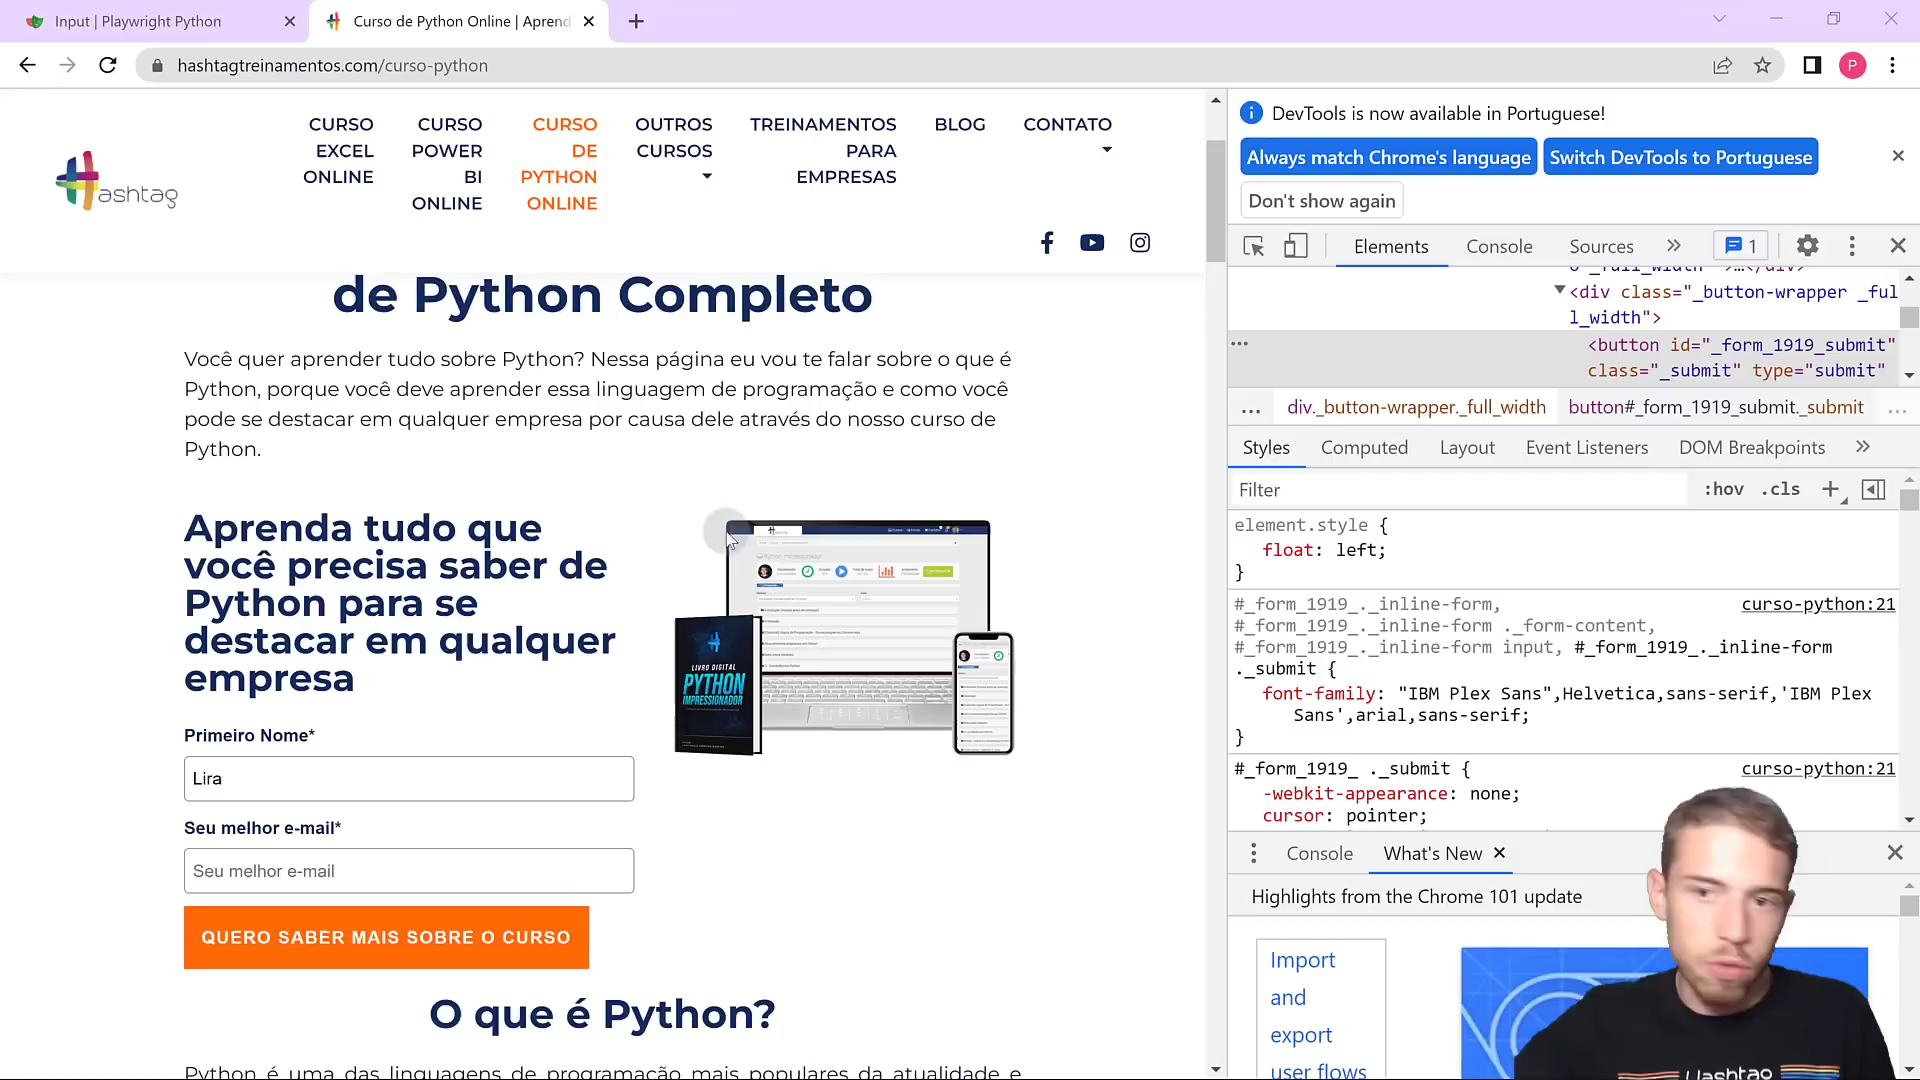 Input | Playwright Python
Curso de Python Online | Aprend
hashtagtreinamentos.com/curso-python
P
ashtag
CURSO EXCEL ONLINE
CURSO POWER BI ONLINE
CURSO DE PYTHON ONLINE
OUTROS CURSOS
TREINAMENTOS PARA EMPRESAS
BLOG
CONTATO
de Python Completo
Você quer aprender tudo sobre Python? Nessa página eu vou te falar sobre o que é
Python, porque você deve aprender essa linguagem de programação e como você
pode se destacar em qualquer empresa por causa dele através do nosso curso de
Python.
Aprenda tudo que
você precisa saber de
Python para se
destacar em qualquer
empresa
LIVRO DIGITAL
PYTHON
IMPRESSIONADOR
Primeiro Nome*
Lira
Seu melhor e-mail*
Seu melhor e-mail
QUERO SABER MAIS SOBRE O CURSO
O que é Python?
Python é uma das linguagens de programação mais populares da atualidade e
DevTools is now available in Portuguese!
Always match Chrome's language
Switch DevTools to Portuguese
Don't show again
Elements
Console
Sources
1
<div class="_button-wrapper _ful
l_width">
<button id="_form_1919_submit"
class="_submit" type="submit"
...
div._button-wrapper._full_width
button#_form_1919_submit._submit
...
Styles
Computed
Layout
Event Listeners
DOM Breakpoints
Filter
:hov
.cls
element.style {
float: left;
}
#_form_1919_._inline-form,
curso-python:21
#_form_1919_._inline-form ._form-content,
#_form_1919_._inline-form input, #_form_1919_._inline-form
._submit {
font-family: "IBM Plex Sans",Helvetica,sans-serif,'IBM Plex
Sans',arial,sans-serif;
}
#_form_1919_ ._submit {
curso-python:21
-webkit-appearance: none;
cursor: pointer;
Console
What's New
Highlights from the Chrome 101 update
Import
and
export
user flows
Hashtag